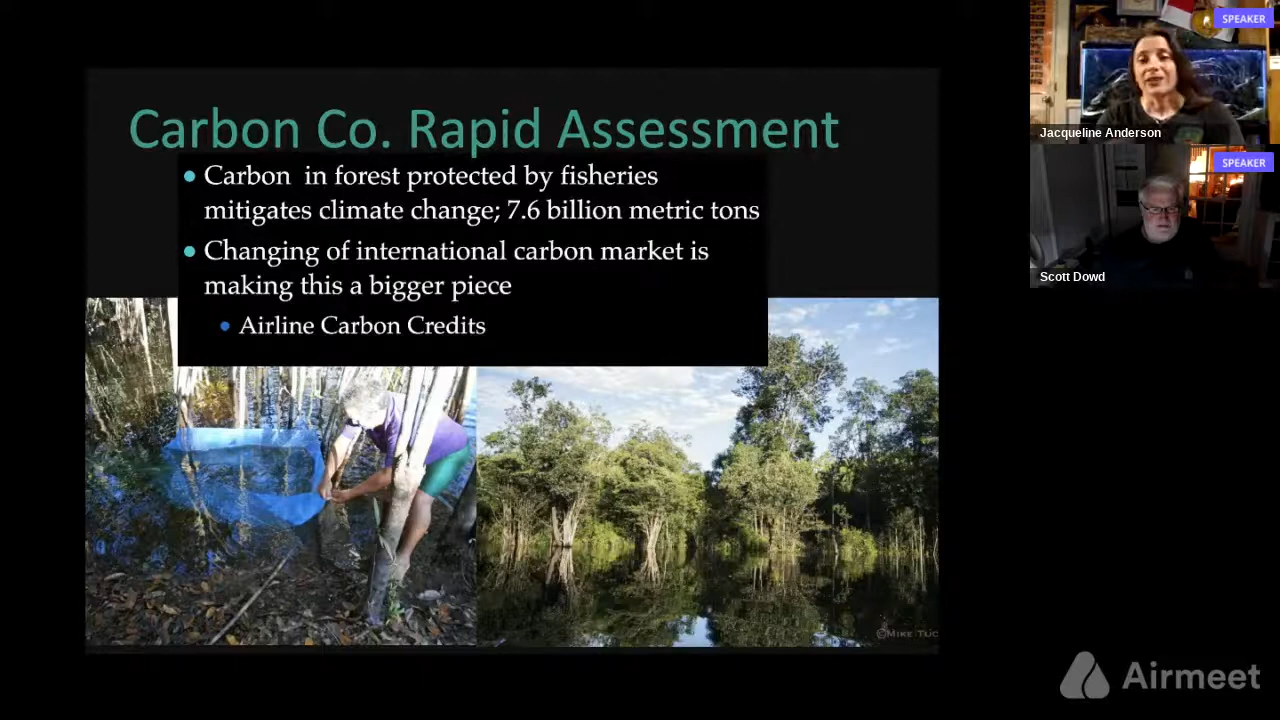 Carbon Co. Rapid Assessment
Carbon in forest protected by fisheries
mitigates climate change; 7.6 billion metric tons
Changing of international carbon market is
making this a bigger piece
Airline Carbon Credits
©MIKE TUC
SPEAKER
Jacqueline Anderson
SPEAKER
Scott Dowd
Airmeet